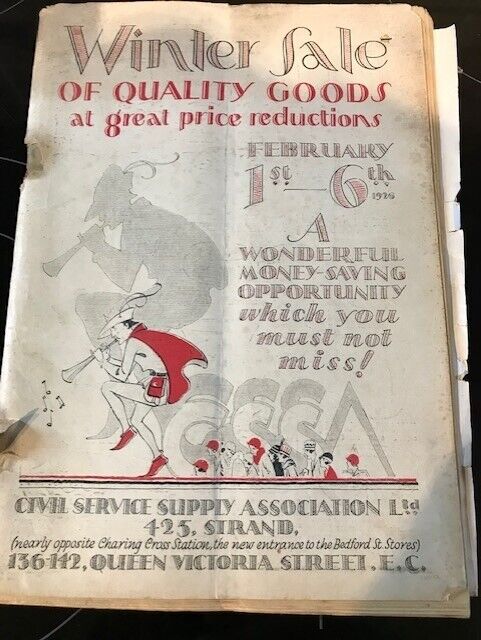 Winter Sale
OF QUALITY GOODS
at great price reductions
FEBRUARY
1st—6th
1926
A
WONDERFUL
MONEY-SAVING
OPPORTUNITY
which you
must not
miss!
CSSA
CIVIL SERVICE SUPPLY ASSOCIATION Ltd
425, STRAND,
(nearly opposite Charing Cross Station, the new entrance to the Bedford St. Stores)
136-142, QUEEN VICTORIA STREET, E.C.